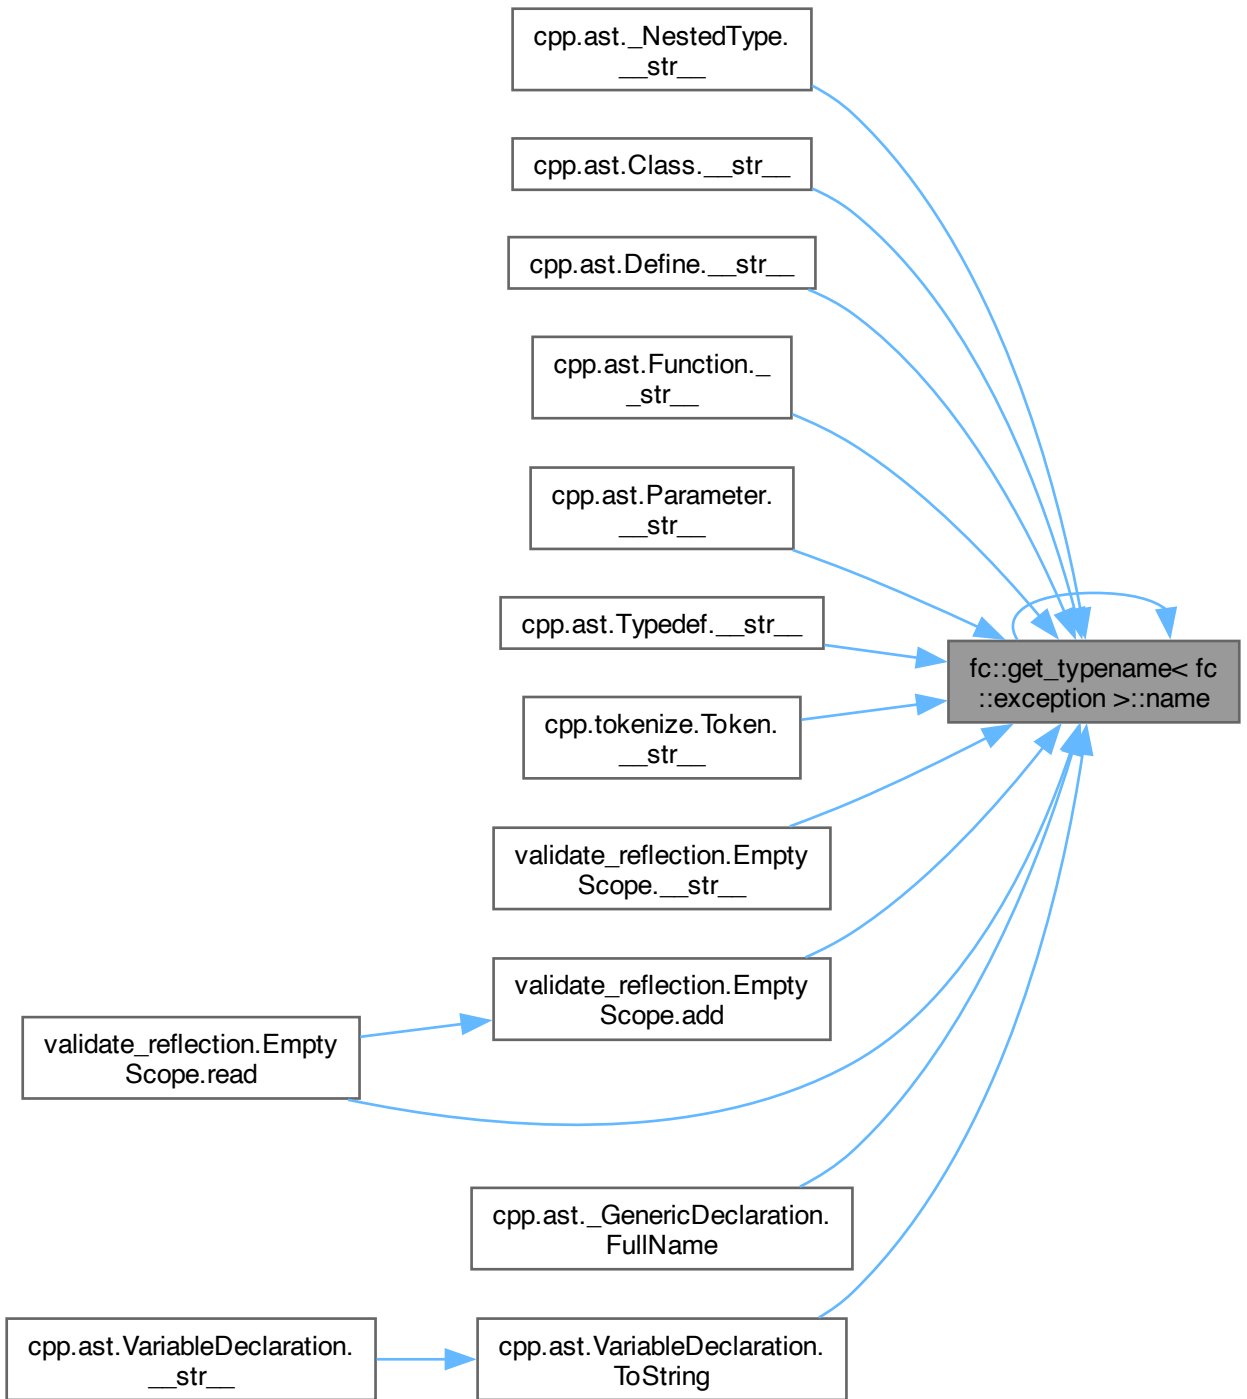 cpp.ast._NestedType.
__str__
cpp.ast.Class.__str__
cpp.ast.Define.__str__
cpp.ast.Function._
_str__
cpp.ast.Parameter.
__str__
cpp.ast.Typedef.__str__
fc::get_typename< fc
::exception >::name
cpp.tokenize.Token.
__str__
validate_reflection.Empty
Scope.__str__
validate_reflection.Empty
Scope.add
validate_reflection.Empty
Scope.read
cpp.ast._GenericDeclaration.
FullName
cpp.ast.VariableDeclaration.
__str__
cpp.ast.VariableDeclaration.
ToString